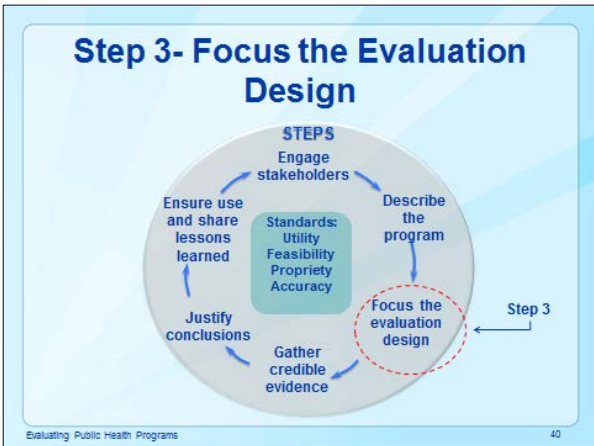 Step 3- Focus the Evaluation
Design
STEPS
Engage
stakeholders
Describe
the
program
Focus the
evaluation
design
Step 3
Gather
credible
evidence
Justify
conclusions
Ensure use
and share
lessons
learned
Standards:
Utility
Feasibility
Propriety
Accuracy
Evaluating Public Health Programs
40